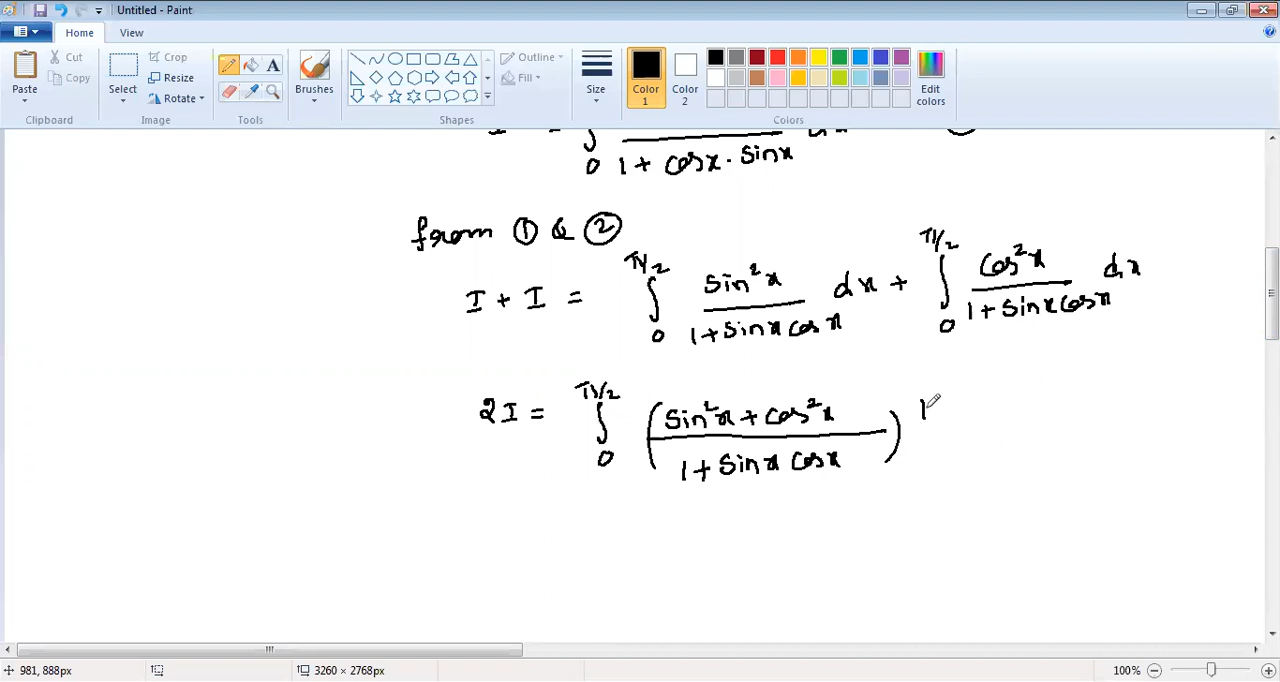 Untitled - Paint
Home View
Paste Cut Copy Select Crop Resize Rotate Brushes Outline Fill Size Color 1 Color 2 Edit colors
Clipboard Image Tools Shapes Colors
I = ∫ 0 1 + cosx · sinx dx 2
from ① & ②
I + I = ∫ 0 π/2 sin²x / 1+sinx cosx dx + ∫ 0 π/2 cos²x / 1+sinx cosx dx
2I = ∫ 0 π/2 ( sin²x + cos²x / 1+sinx cosx )
981, 888px 3260 × 2768px 100%